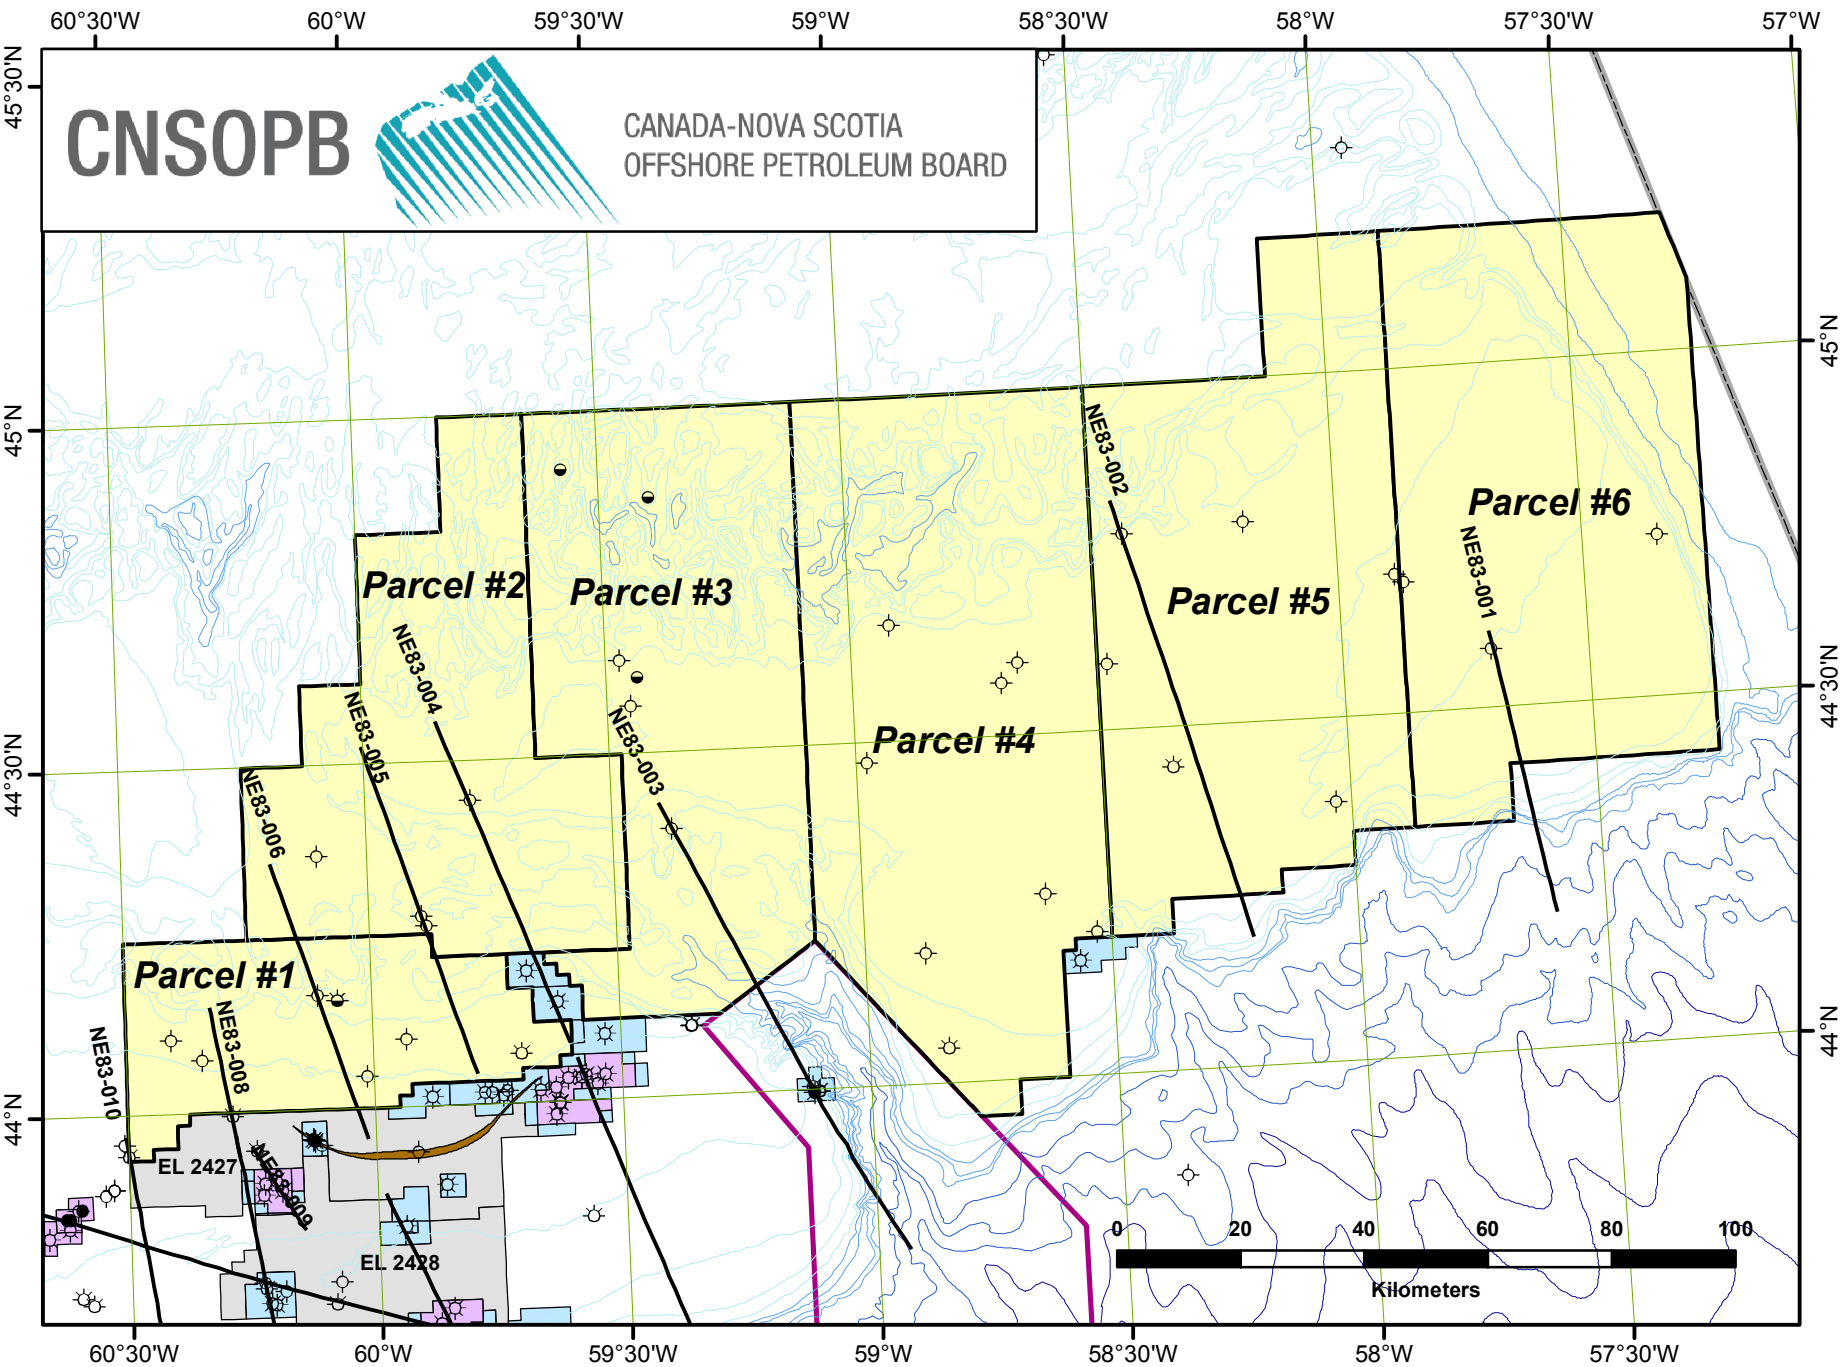 60°30'W 60°W 59°30'W 59°W 58°30'W 58°W 57°30'W 57°W
45°30'N
CNSOPB
CANADA-NOVA SCOTIA
OFFSHORE PETROLEUM BOARD
45°N
45°N
NE83-002
Parcel #6
NE83-001
Parcel #2
Parcel #3
Parcel #5
NE83-004
44°30'N
NE83-005
NE83-003
Parcel #4
44°30'N
NE83-006
Parcel #1
NE83-010
NE83-008
44°N
44°N
EL 2427
NE83-009
EL 2428
0 20 40 60 80 100
Kilometers
60°30'W 60°W 59°30'W 59°W 58°30'W 58°W 57°30'W